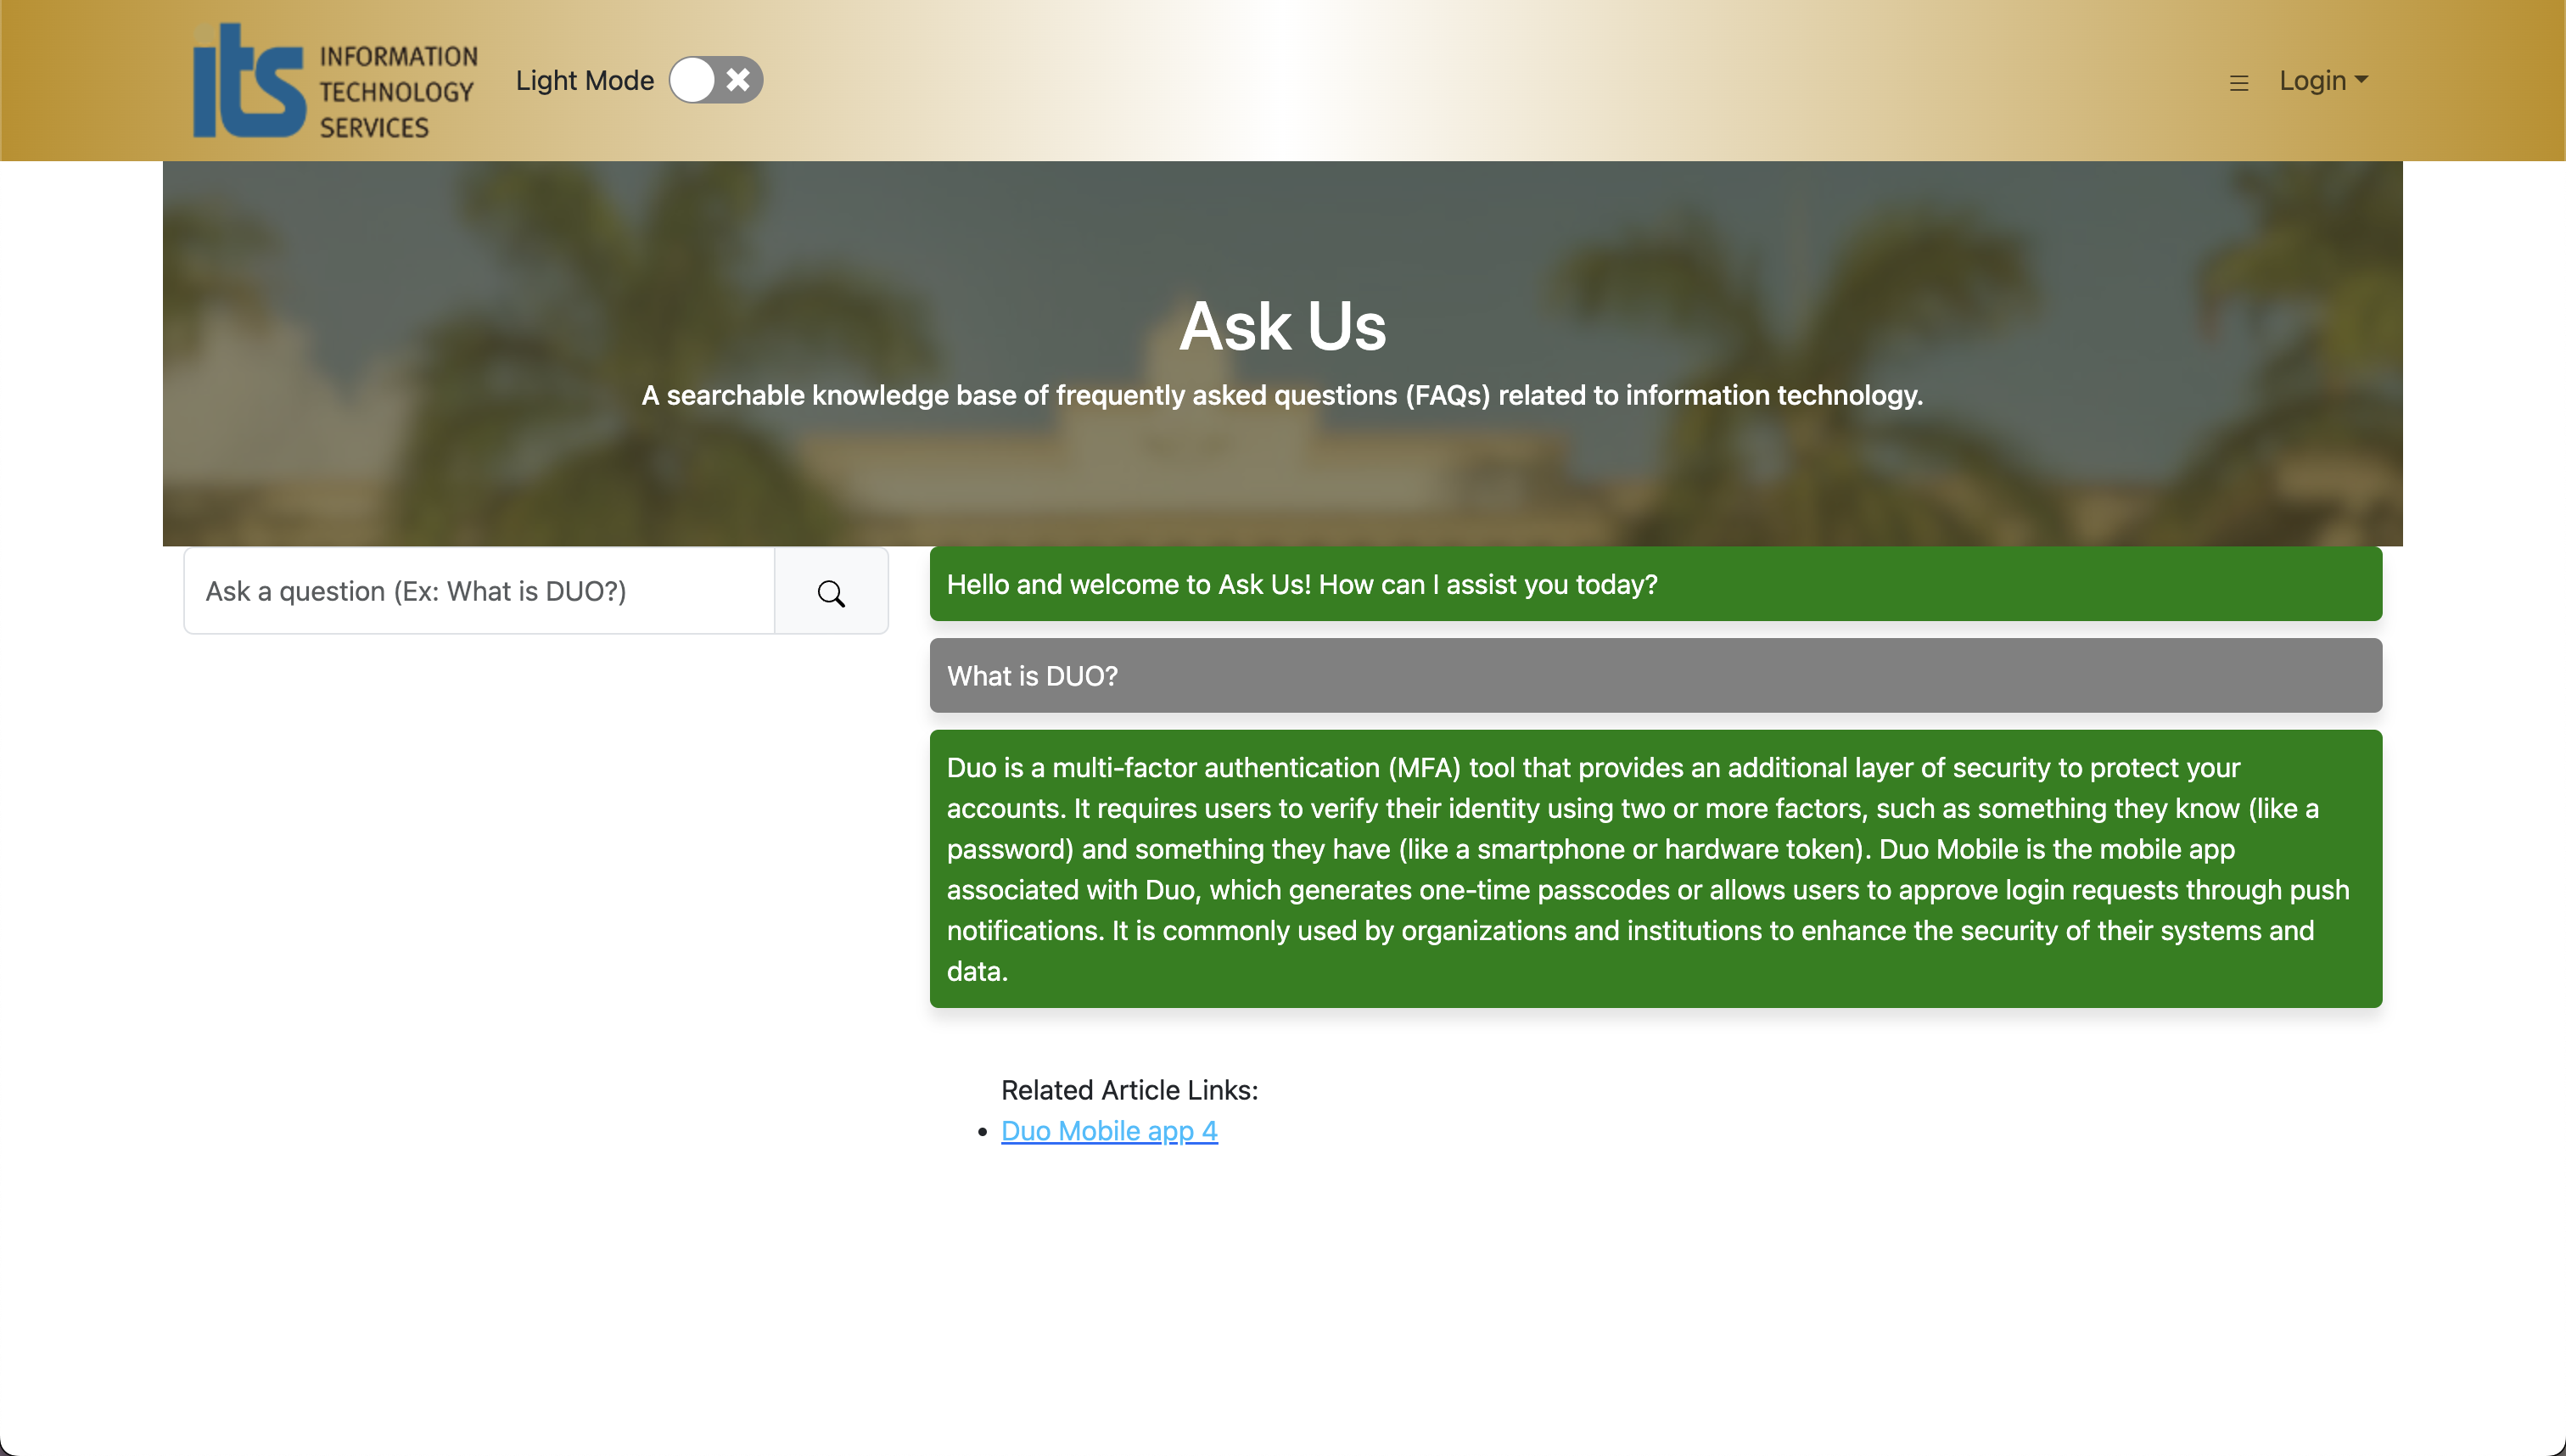 its
INFORMATION
TECHNOLOGY
SERVICES
Light Mode
Login
Ask Us
A searchable knowledge base of frequently asked questions (FAQs) related to information technology.
Ask a question (Ex: What is DUO?)
Hello and welcome to Ask Us! How can I assist you today?
What is DUO?
Duo is a multi-factor authentication (MFA) tool that provides an additional layer of security to protect your
accounts. It requires users to verify their identity using two or more factors, such as something they know (like a
password) and something they have (like a smartphone or hardware token). Duo Mobile is the mobile app
associated with Duo, which generates one-time passcodes or allows users to approve login requests through push
notifications. It is commonly used by organizations and institutions to enhance the security of their systems and
data.
Related Article Links:
• Duo Mobile app 4